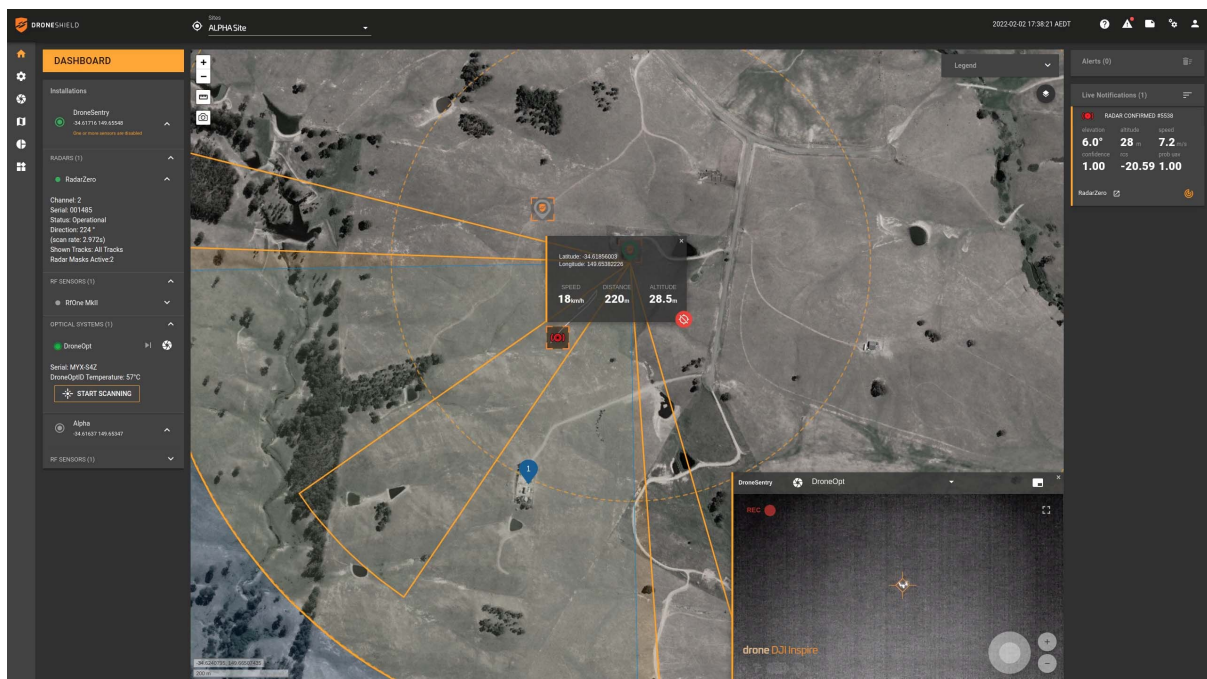 DRONESHIELD
Sites
ALPHA Site
2022-02-02 17:38:21 AEDT
DASHBOARD
Installations
DroneSentry
-34.61716 149.65548
One or more sensors are disabled
RADARS (1)
RadarZero
Channel: 2
Serial: 001485
Status: Operational
Direction: 224 °
(scan rate: 2.972s)
Shown Tracks: All Tracks
Radar Masks Active:2
RF SENSORS (1)
RfOne MkII
OPTICAL SYSTEMS (1)
DroneOpt
Serial: MYX-S4Z
DroneOptID Temperature: 57°C
START SCANNING
Alpha
-34.61637 149.65347
RF SENSORS (1)
+
−
Legend
Latitude: -34.61856003
Longitude: 149.65382226
SPEED DISTANCE ALTITUDE
18km/h 220m 28.5m
1
200 m
DroneSentry DroneOpt
REC
drone DJI Inspire
+
−
Alerts (0)
Live Notifications (1)
RADAR CONFIRMED #5538
elevation altitude speed
6.0° 28 m 7.2 m/s
confidence rcs prob uav
1.00 -20.59 1.00
RadarZero